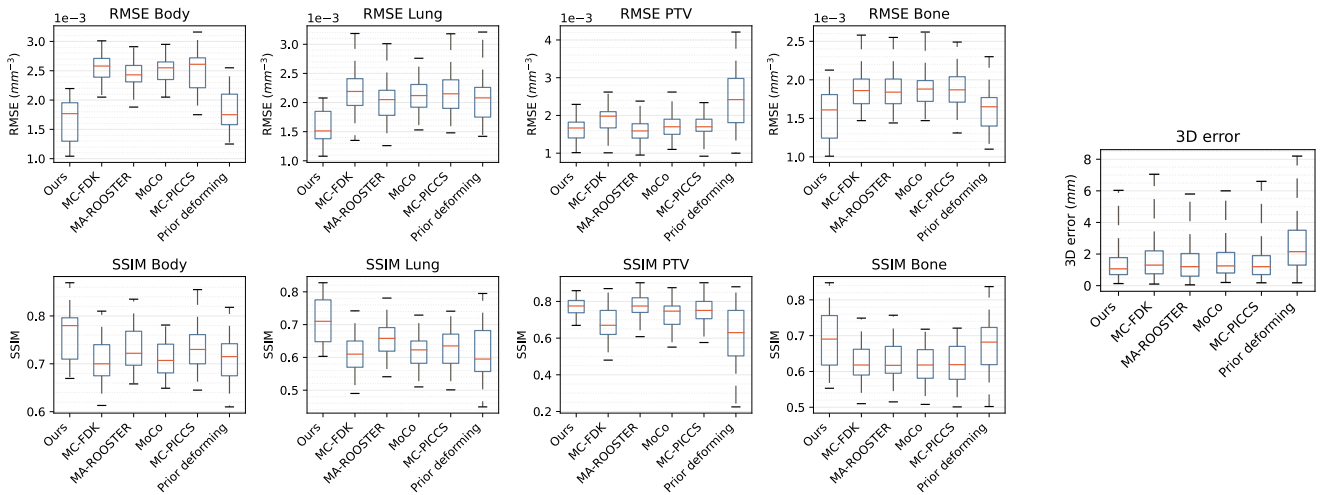 RMSE Body
1e−3
RMSE (mm⁻³)
3.0
2.5
2.0
1.5
1.0
Ours
MC-FDK
MA-ROOSTER
MoCo
MC-PICCS
Prior deforming
RMSE Lung
1e−3
RMSE (mm⁻³)
3.0
2.5
2.0
1.5
1.0
Ours
MC-FDK
MA-ROOSTER
MoCo
MC-PICCS
Prior deforming
RMSE PTV
1e−3
RMSE (mm⁻³)
4
3
2
1
Ours
MC-FDK
MA-ROOSTER
MoCo
MC-PICCS
Prior deforming
RMSE Bone
1e−3
RMSE (mm⁻³)
2.5
2.0
1.5
1.0
Ours
MC-FDK
MA-ROOSTER
MoCo
MC-PICCS
Prior deforming
SSIM Body
SSIM
0.8
0.7
0.6
Ours
MC-FDK
MA-ROOSTER
MoCo
MC-PICCS
Prior deforming
SSIM Lung
SSIM
0.8
0.7
0.6
0.5
Ours
MC-FDK
MA-ROOSTER
MoCo
MC-PICCS
Prior deforming
SSIM PTV
SSIM
0.8
0.6
0.4
0.2
Ours
MC-FDK
MA-ROOSTER
MoCo
MC-PICCS
Prior deforming
SSIM Bone
SSIM
0.8
0.7
0.6
0.5
Ours
MC-FDK
MA-ROOSTER
MoCo
MC-PICCS
Prior deforming
3D error
3D error (mm)
8
6
4
2
0
Ours
MC-FDK
MA-ROOSTER
MoCo
MC-PICCS
Prior deforming